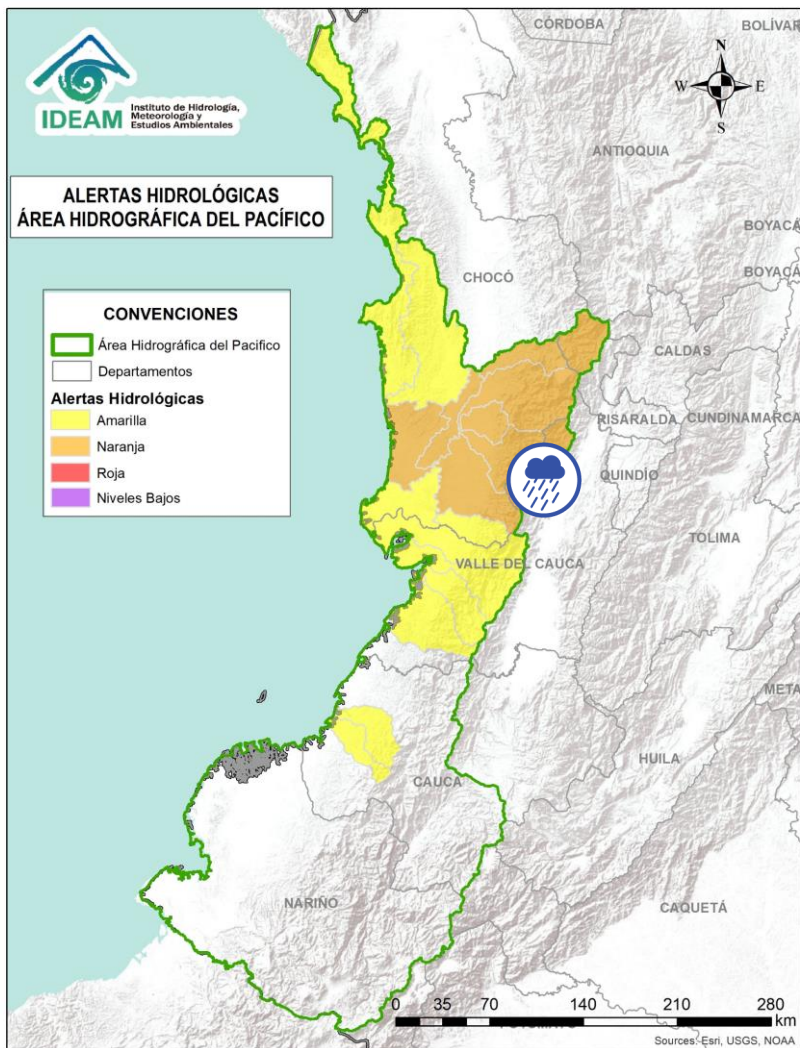 IDEAM
Instituto de Hidrología,
Meteorología y
Estudios Ambientales
ALERTAS HIDROLÓGICAS
ÁREA HIDROGRÁFICA DEL PACÍFICO
CONVENCIONES
Área Hidrográfica del Pacifico
Departamentos
Alertas Hidrológicas
Amarilla
Naranja
Roja
Niveles Bajos
CÓRDOBA
BOLÍVAR
N
W
E
S
ANTIOQUIA
BOYACÁ
BOYACÁ
CHOCÓ
CALDAS
RISARALDA
CUNDINAMARCA
QUINDÍO
TOLIMA
VALLE DEL CAUCA
META
HUILA
CAUCA
NARIÑO
CAQUETÁ
0 35 70 140 210 280
km
Sources: Esri, USGS, NOAA